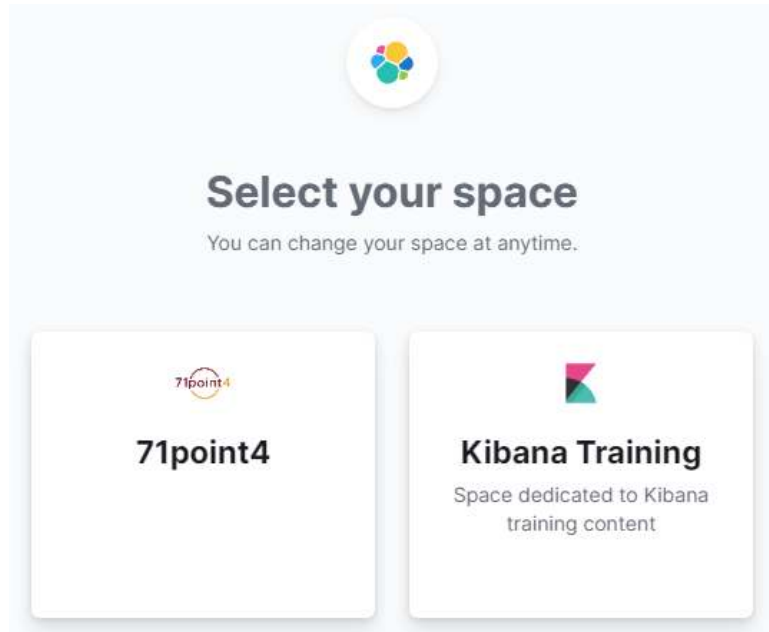 Select your space
You can change your space at anytime.
71point4
71point4
Kibana Training
Space dedicated to Kibana
training content